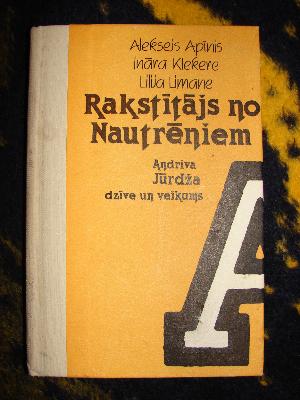 Aleksejs Apīnis
Ināra Klekere
Lilija Limane
Rakstītājs no
Nautrēniem
Andriva
Jūrdža
dzīve un veikums
A